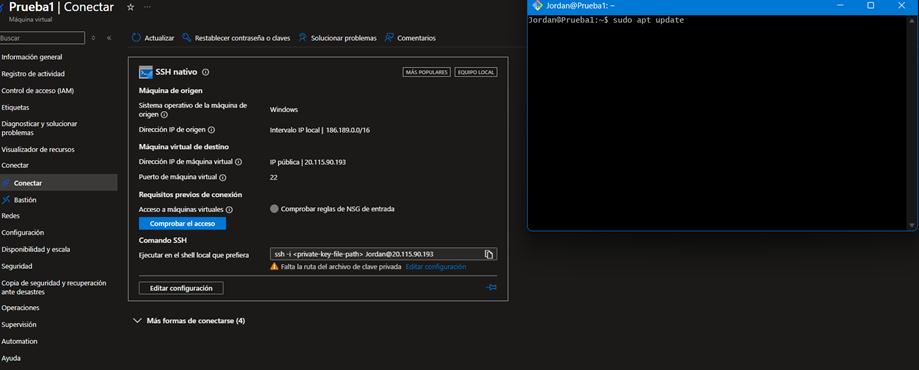 Prueba1 | Conectar
Máquina virtual
Buscar
Información general
Registro de actividad
Control de acceso (IAM)
Etiquetas
Diagnosticar y solucionar
problemas
Visualizador de recursos
Conectar
Conectar
Bastión
Redes
Configuración
Disponibilidad y escala
Seguridad
Copia de seguridad y recuperación
ante desastres
Operaciones
Supervisión
Automation
Ayuda
Actualizar
Restablecer contraseña o claves
Solucionar problemas
Comentarios
SSH nativo
MÁS POPULARES
EQUIPO LOCAL
Máquina de origen
Sistema operativo de la máquina de
origen
Windows
Dirección IP de origen
Intervalo IP local | 186.189.0.0/16
Máquina virtual de destino
Dirección IP de máquina virtual
IP pública | 20.115.90.193
Puerto de máquina virtual
22
Requisitos previos de conexión
Acceso a máquinas virtuales
Comprobar reglas de NSG de entrada
Comprobar el acceso
Comando SSH
Ejecutar en el shell local que prefiera
ssh -i <private-key-file-path> Jordan@20.115.90.193
Falta la ruta del archivo de clave privada Editar configuración
Editar configuración
Más formas de conectarse (4)
Jordan@Prueba1: ~
Jordan@Prueba1:~$ sudo apt update